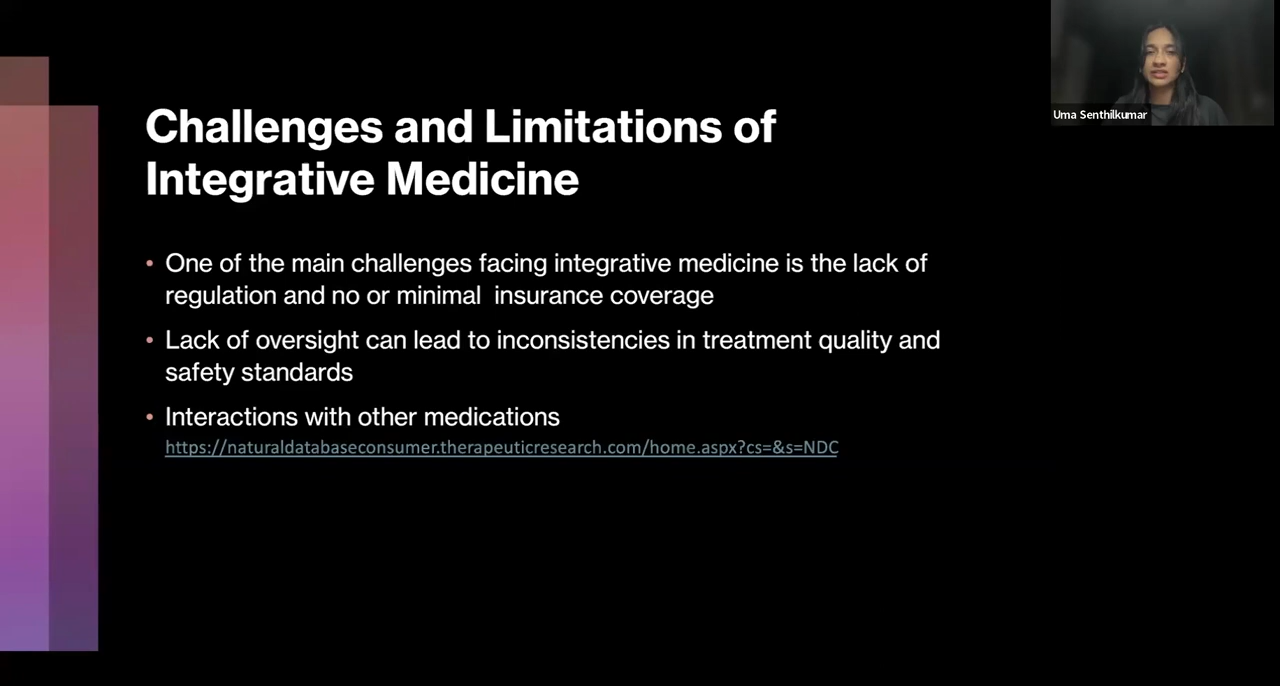 Challenges and Limitations of
Integrative Medicine
• One of the main challenges facing integrative medicine is the lack of
regulation and no or minimal  insurance coverage
• Lack of oversight can lead to inconsistencies in treatment quality and
safety standards
• Interactions with other medications
https://naturaldatabaseconsumer.therapeuticresearch.com/home.aspx?cs=&s=NDC
Uma Senthilkumar